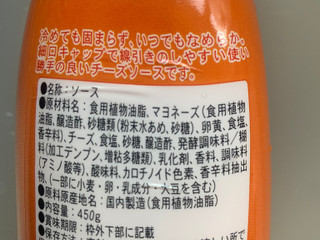 冷めても固まらず、いつでもなめらか。
細口キャップで線引きのしやすい使い
勝手の良いチーズソースです。
●名称:ソース
●原材料名:食用植物油脂、マヨネーズ(食用植物
油脂、醸造酢、砂糖類(粉末水あめ、砂糖)、卵黄、食塩、
香辛料)、チーズ、食塩、砂糖、醸造酢、発酵調味料/糊料
(加工デンプン、増粘多糖類)、乳化剤、香料、調味料
(アミノ酸等)、酸味料、カロチノイド色素、香辛料抽出
物、(一部に小麦・卵・乳成分・大豆を含む)
●原料原産地名:国内製造(食用植物油脂)
●内容量:450g
●賞味期限:枠外下部に記載